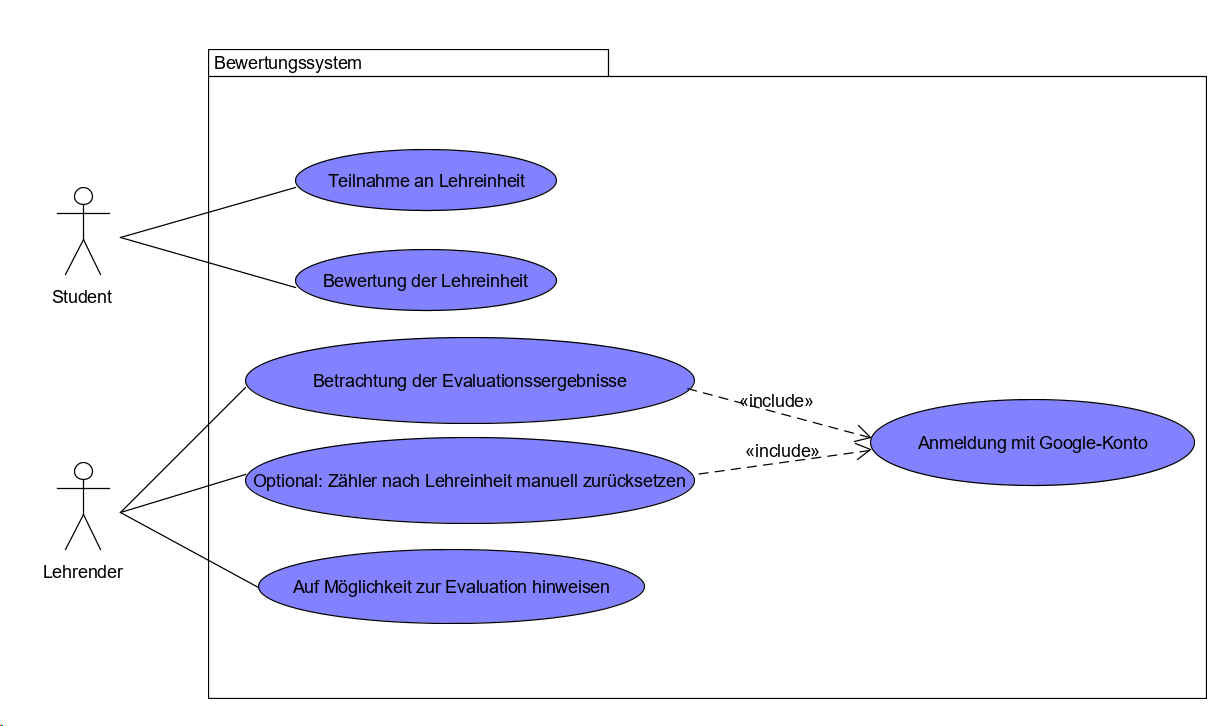 Bewertungssystem
Teilnahme an Lehreinheit
Bewertung der Lehreinheit
Student
Betrachtung der Evaluationssergebnisse
«include»
Anmeldung mit Google-Konto
«include»
Optional: Zähler nach Lehreinheit manuell zurücksetzen
Lehrender
Auf Möglichkeit zur Evaluation hinweisen